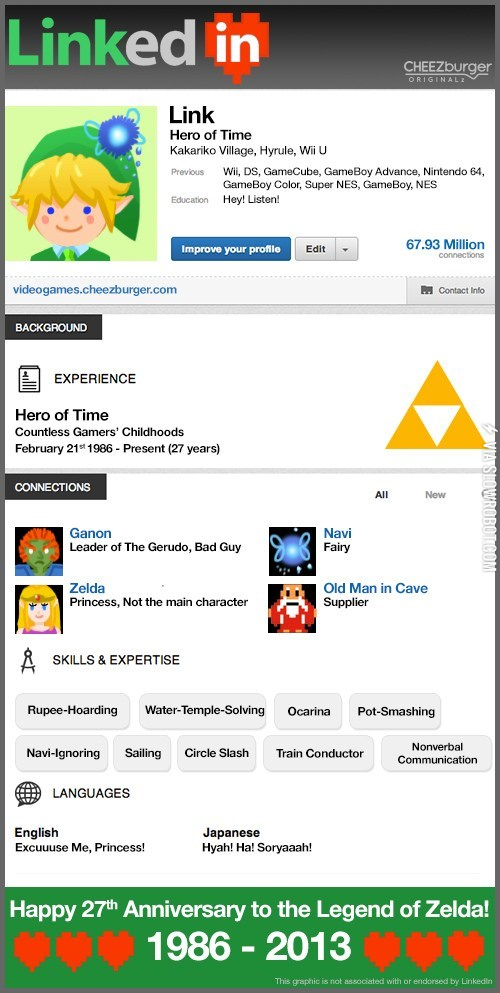 Linked in
CHEEZburger
ORIGINALz
Link
Hero of Time
Kakariko Village, Hyrule, Wii U
Previous Wii, DS, GameCube, GameBoy Advance, Nintendo 64,
GameBoy Color, Super NES, GameBoy, NES
Education Hey! Listen!
Improve your profile Edit 67.93 Million
connections
videogames.cheezburger.com Contact Info
BACKGROUND
EXPERIENCE
Hero of Time
Countless Gamers' Childhoods
February 21st 1986 - Present (27 years)
VIA SLOWROBOT.COM
CONNECTIONS
All New
Ganon
Leader of The Gerudo, Bad Guy
Navi
Fairy
Zelda
Princess, Not the main character
Old Man in Cave
Supplier
SKILLS & EXPERTISE
Rupee-Hoarding Water-Temple-Solving Ocarina Pot-Smashing
Navi-Ignoring Sailing Circle Slash Train Conductor Nonverbal
Communication
LANGUAGES
English
Excuuuse Me, Princess!
Japanese
Hyah! Ha! Soryaaah!
Happy 27th Anniversary to the Legend of Zelda!
1986 - 2013
This graphic is not associated with or endorsed by LinkedIn